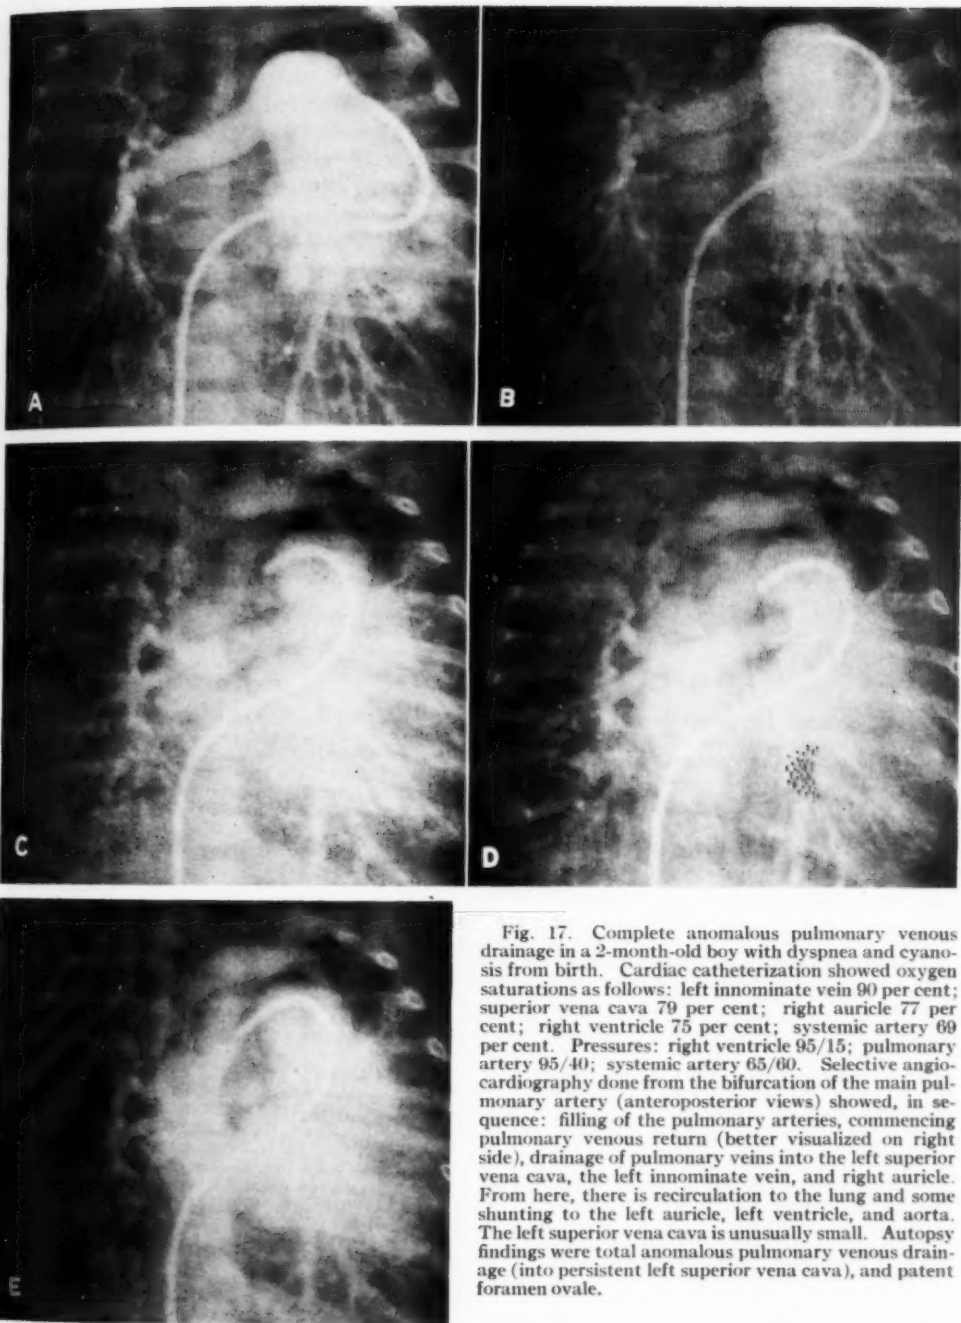 A
B
C
D
E
Fig. 17. Complete anomalous pulmonary venous
drainage in a 2-month-old boy with dyspnea and cyano-
sis from birth. Cardiac catheterization showed oxygen
saturations as follows: left innominate vein 90 per cent;
superior vena cava 79 per cent; right auricle 77 per
cent; right ventricle 75 per cent; systemic artery 69
per cent. Pressures: right ventricle 95/15; pulmonary
artery 95/40; systemic artery 65/60. Selective angio-
cardiography done from the bifurcation of the main pul-
monary artery (anteroposterior views) showed, in se-
quence: filling of the pulmonary arteries, commencing
pulmonary venous return (better visualized on right
side), drainage of pulmonary veins into the left superior
vena cava, the left innominate vein, and right auricle.
From here, there is recirculation to the lung and some
shunting to the left auricle, left ventricle, and aorta.
The left superior vena cava is unusually small. Autopsy
findings were total anomalous pulmonary venous drain-
age (into persistent left superior vena cava), and patent
foramen ovale.